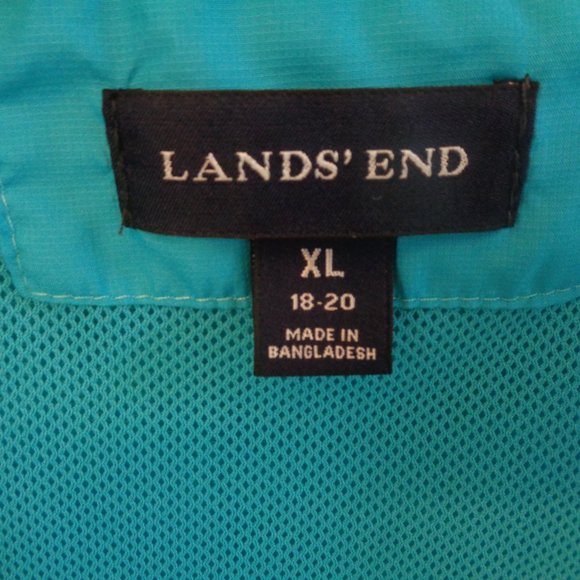 LANDS' END
XL
18-20
MADE IN
BANGLADESH